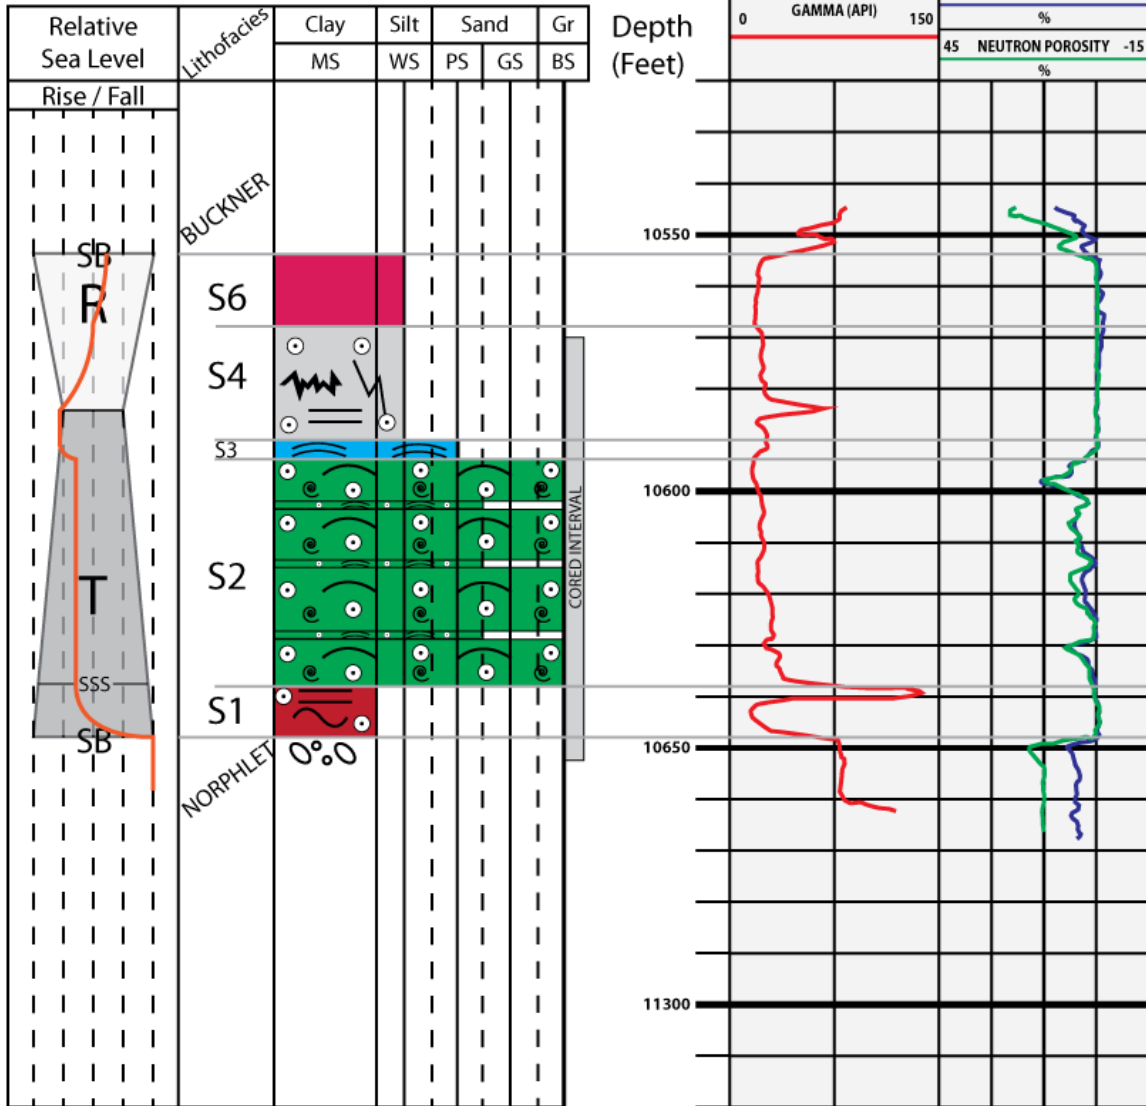 Relative
Sea Level
Rise / Fall
Lithofacies
Clay
Silt
Sand
Gr
MS
WS
PS
GS
BS
Depth
(Feet)
0 GAMMA (API) 150
%
45 NEUTRON POROSITY -15
%
BUCKNER
SB
R
S6
S4
S3
S2
T
SSS
S1
SB
NORPHLET
CORED INTERVAL
10550
10600
10650
11300